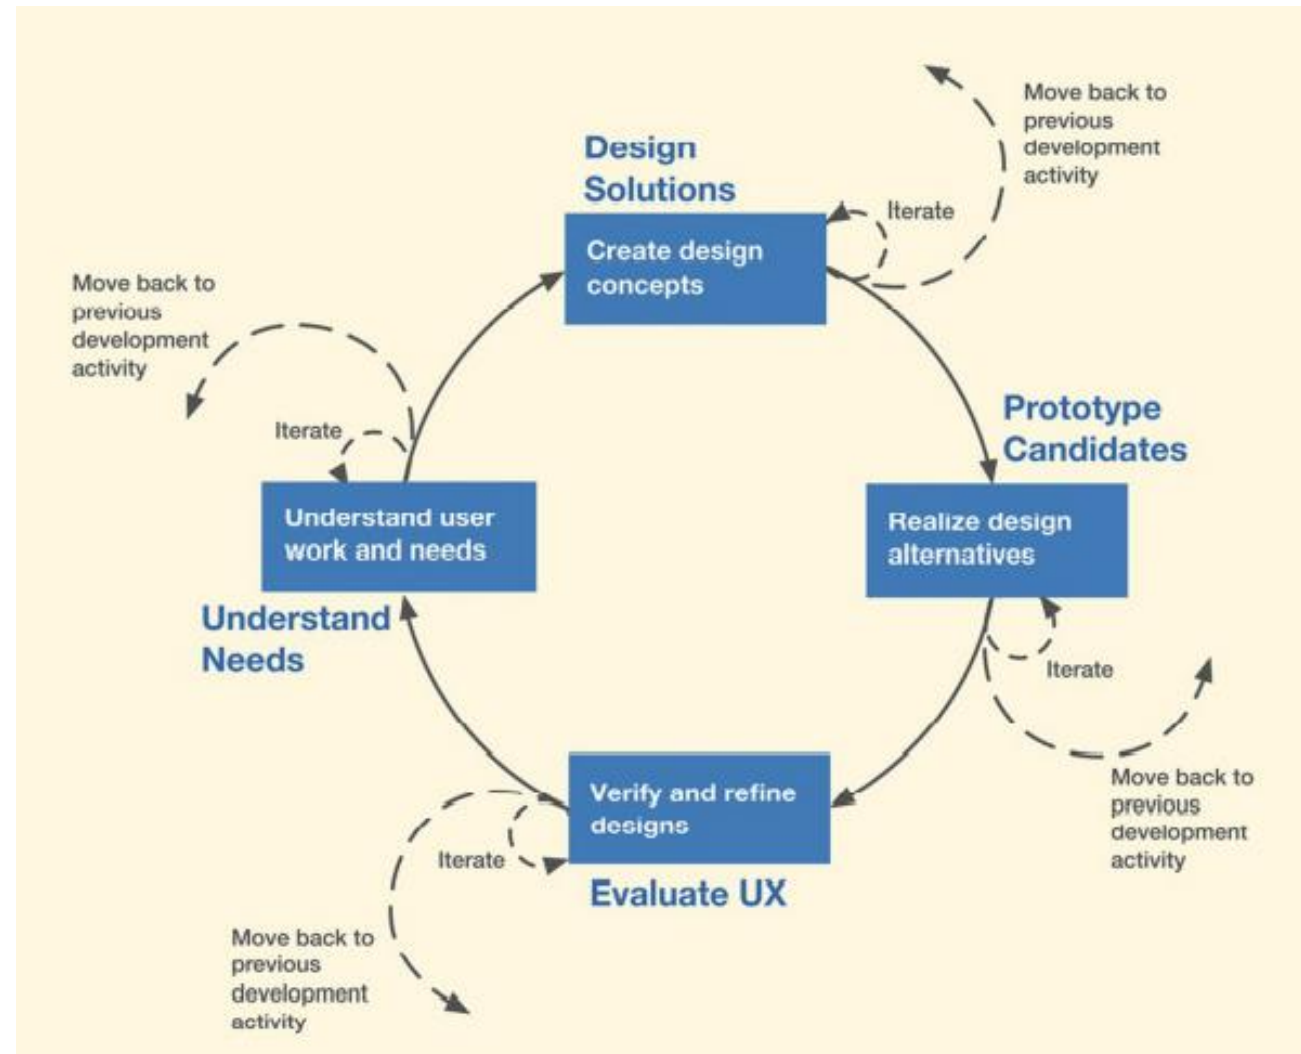 Move back to
previous
development
activity
Design
Solutions
Iterate
Create design
concepts
Move back to
previous
development
activity
Iterate
Prototype
Candidates
Understand user
work and needs
Realize design
alternatives
Understand
Needs
Iterate
Verify and refine
designs
Move back to
previous
development
activity
Iterate
Evaluate UX
Move back to
previous
development
activity